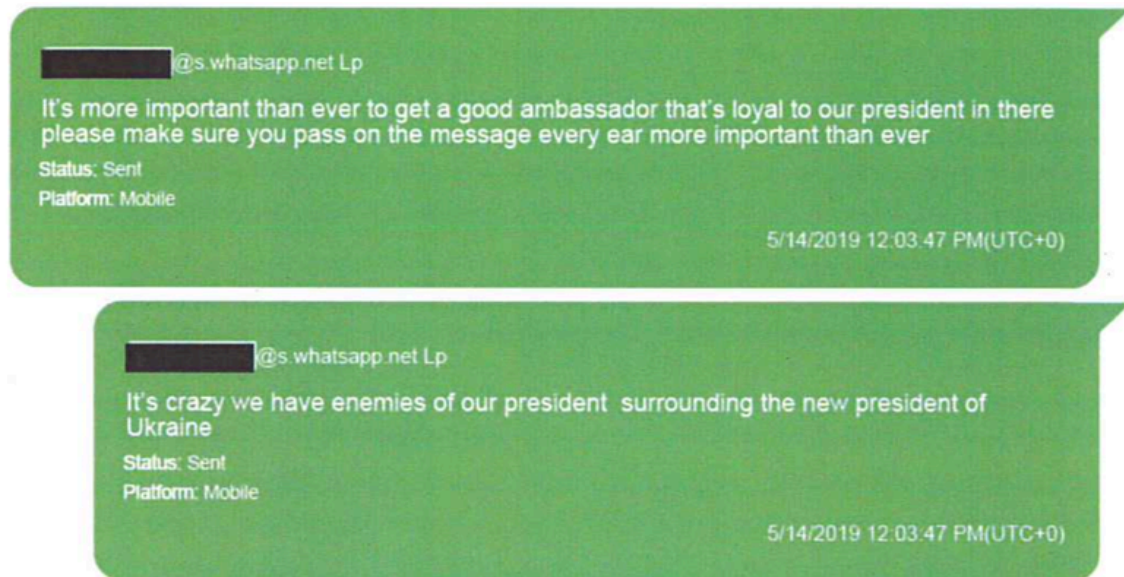 @s.whatsapp.net Lp
It's more important than ever to get a good ambassador that's loyal to our president in there
please make sure you pass on the message every ear more important than ever
Status: Sent
Platform: Mobile
5/14/2019 12:03:47 PM(UTC+0)
@s.whatsapp.net Lp
It's crazy we have enemies of our president  surrounding the new president of
Ukraine
Status: Sent
Platform: Mobile
5/14/2019 12:03:47 PM(UTC+0)